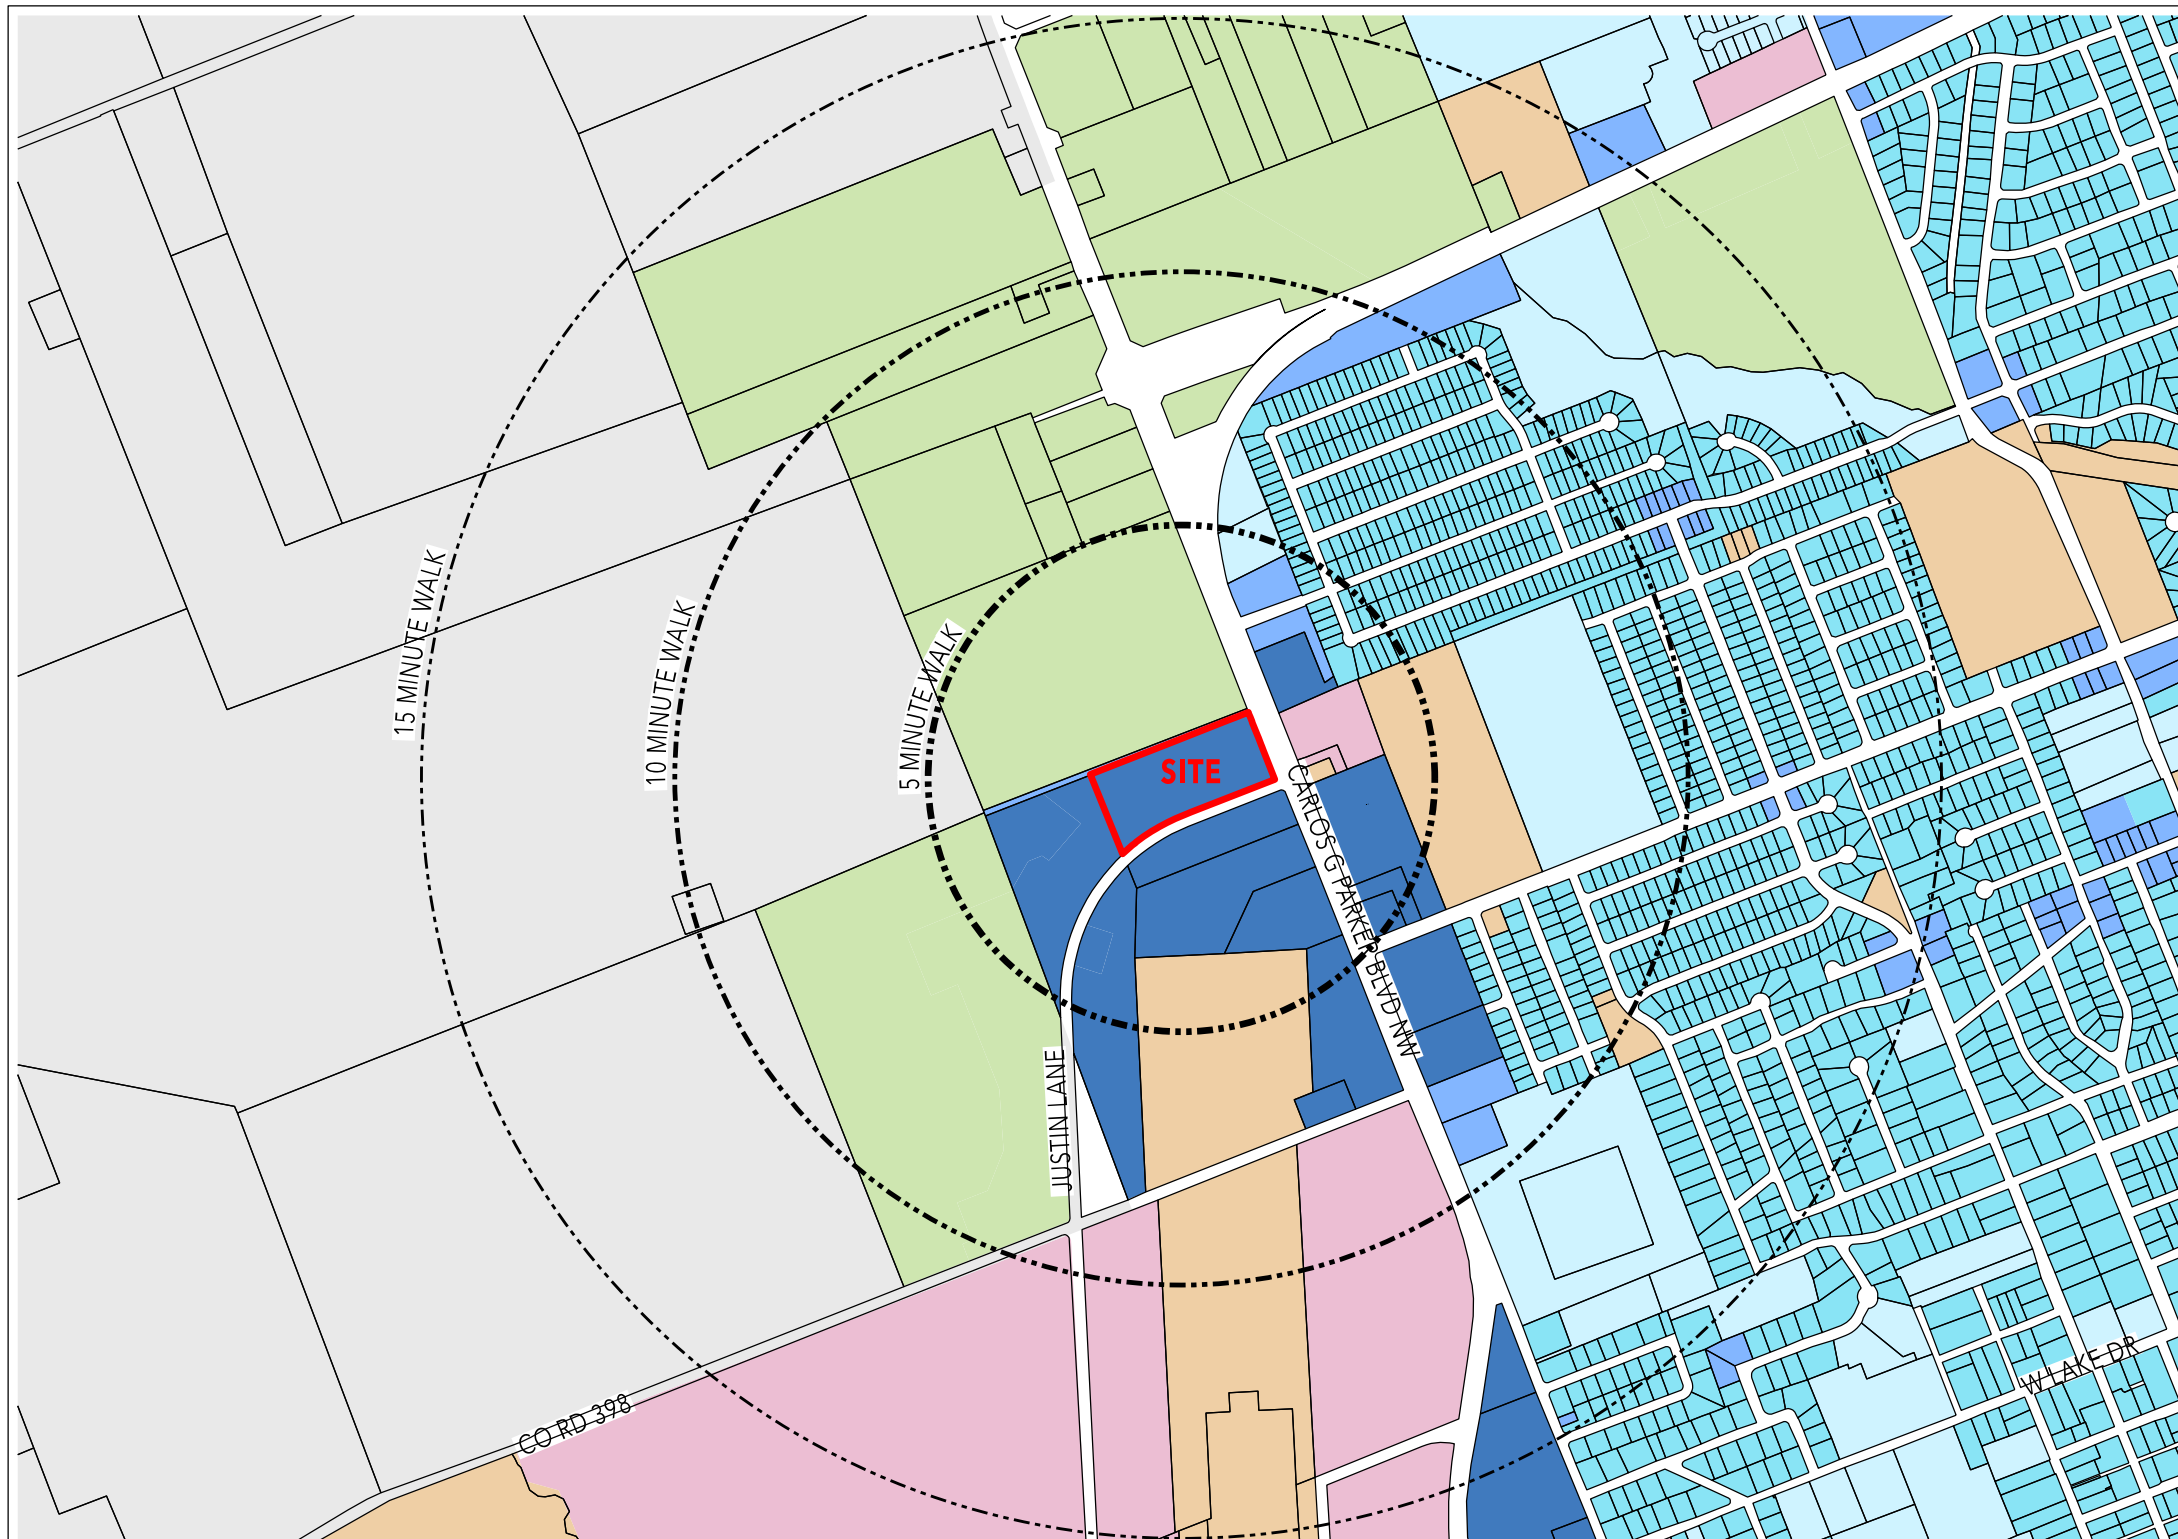 15 MINUTE WALK
10 MINUTE WALK
5 MINUTE WALK
SITE
CARLOS G PARKER BLVD NW
JUSTIN LANE
CO RD 398
W LAKE DR